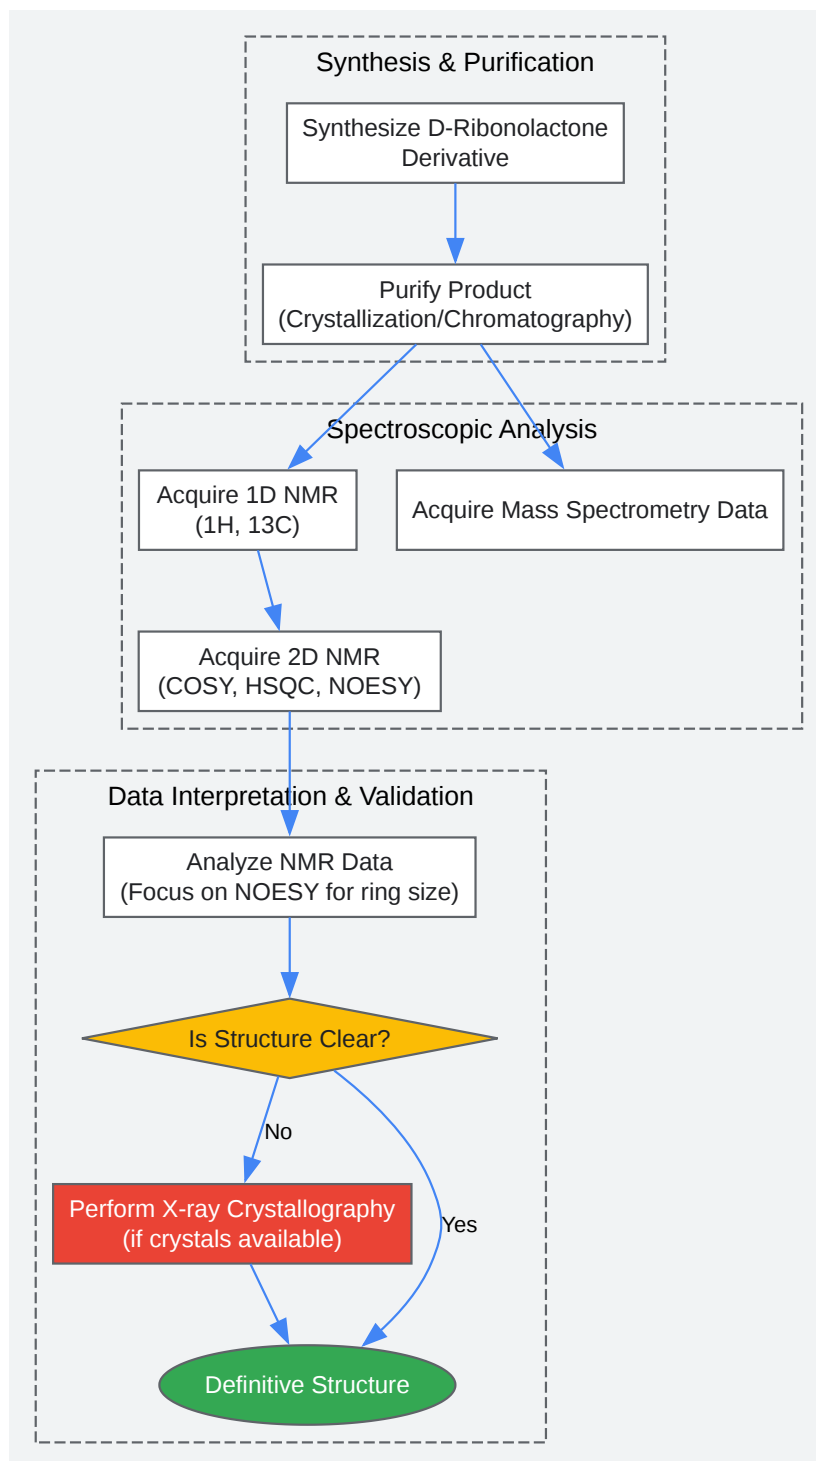 Synthesis & Purification
Synthesize D-Ribonolactone
Derivative
Purify Product
(Crystallization/Chromatography)
Spectroscopic Analysis
Acquire 1D NMR
(1H, 13C)
Acquire Mass Spectrometry Data
Acquire 2D NMR
(COSY, HSQC, NOESY)
Data Interpretation & Validation
Analyze NMR Data
(Focus on NOESY for ring size)
Is Structure Clear?
No
Perform X-ray Crystallography
(if crystals available)
Yes
Definitive Structure